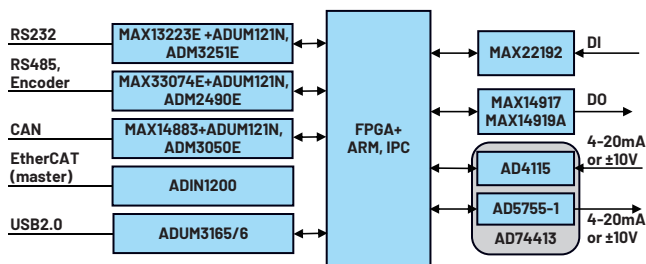 RS232
MAX13223E +ADUM121N,
ADM3251E
RS485,
Encoder
MAX33074E+ADUM121N,
ADM2490E
CAN
MAX14883+ADUM121N,
ADM3050E
EtherCAT
(master)
ADIN1200
USB2.0
ADUM3165/6
FPGA+
ARM, IPC
MAX22192
DI
MAX14917
MAX14919A
DO
AD4115
4-20mA
or ±10V
AD5755-1
AD74413
4-20mA
or ±10V